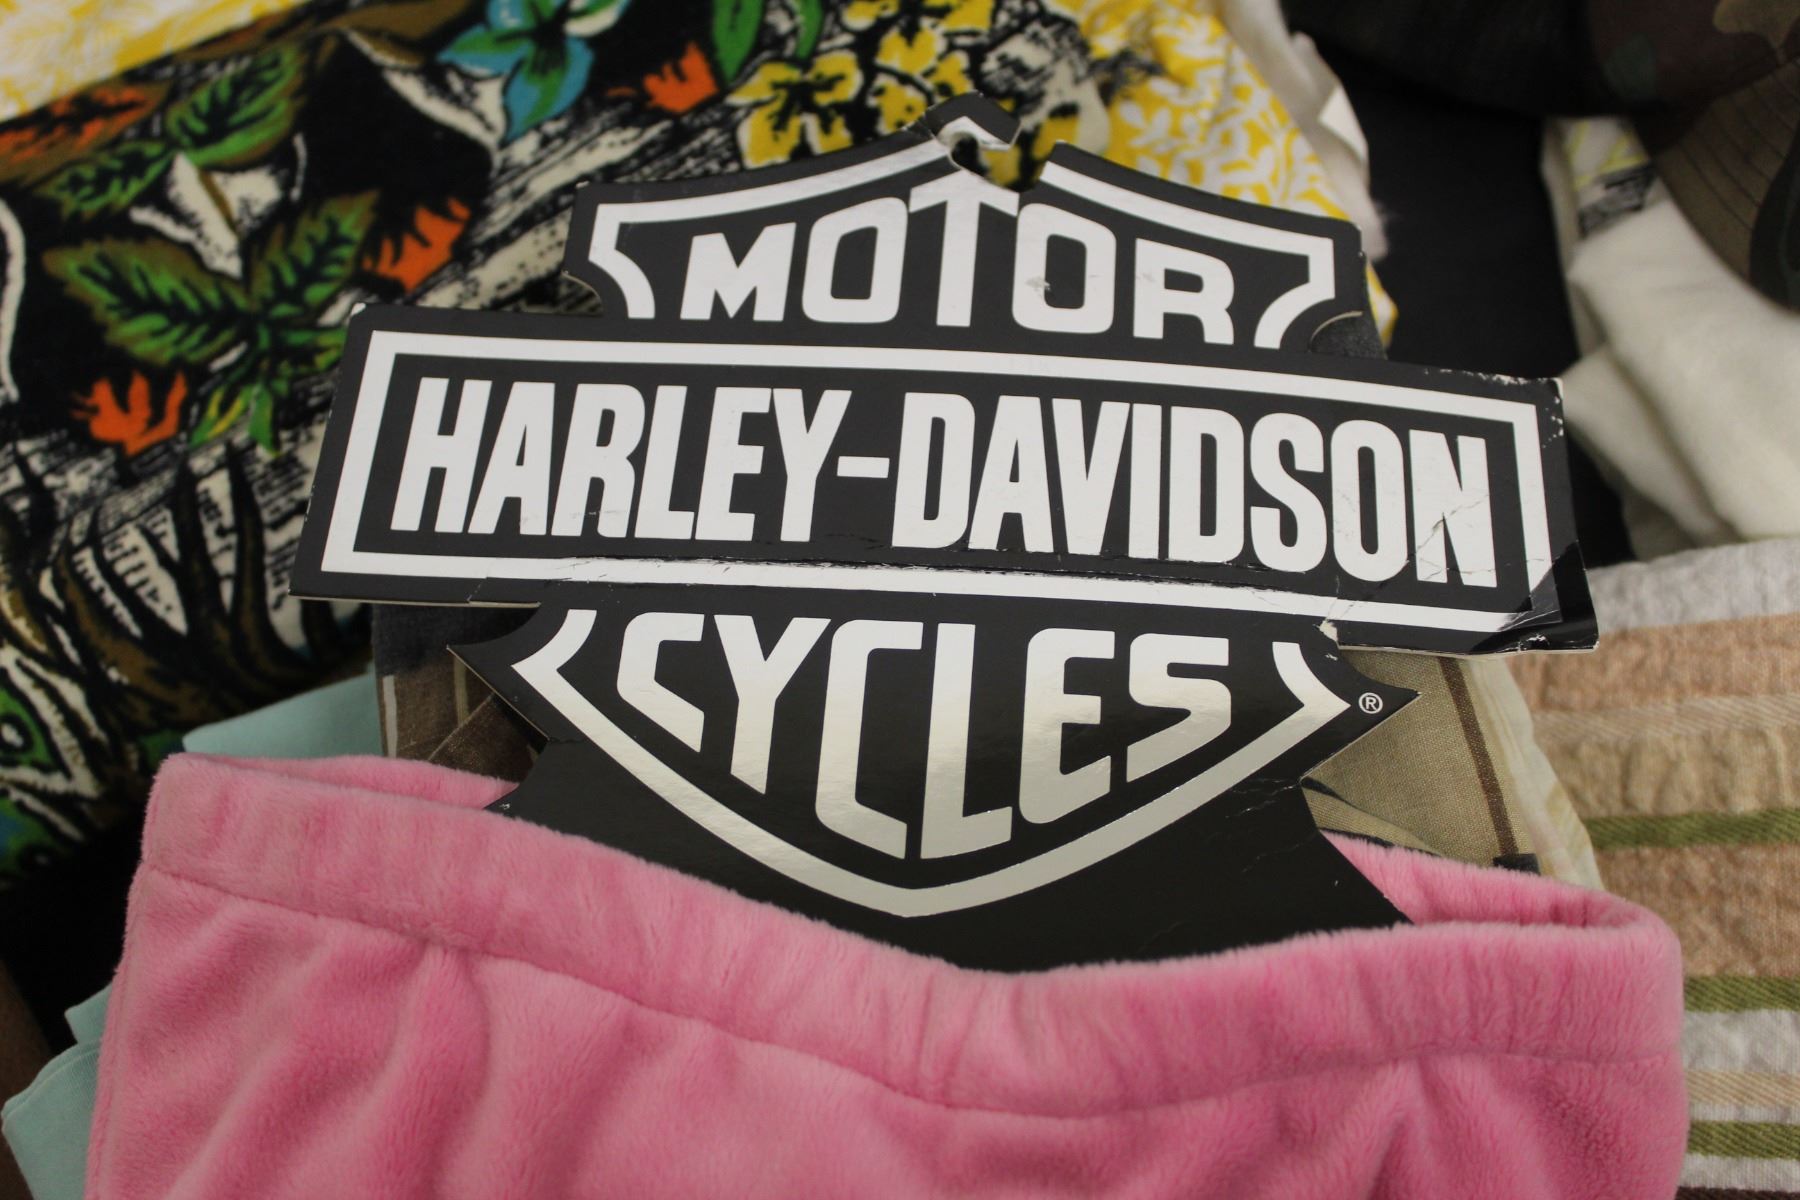 MOTOR
HARLEY-DAVIDSON
CYCLES
®